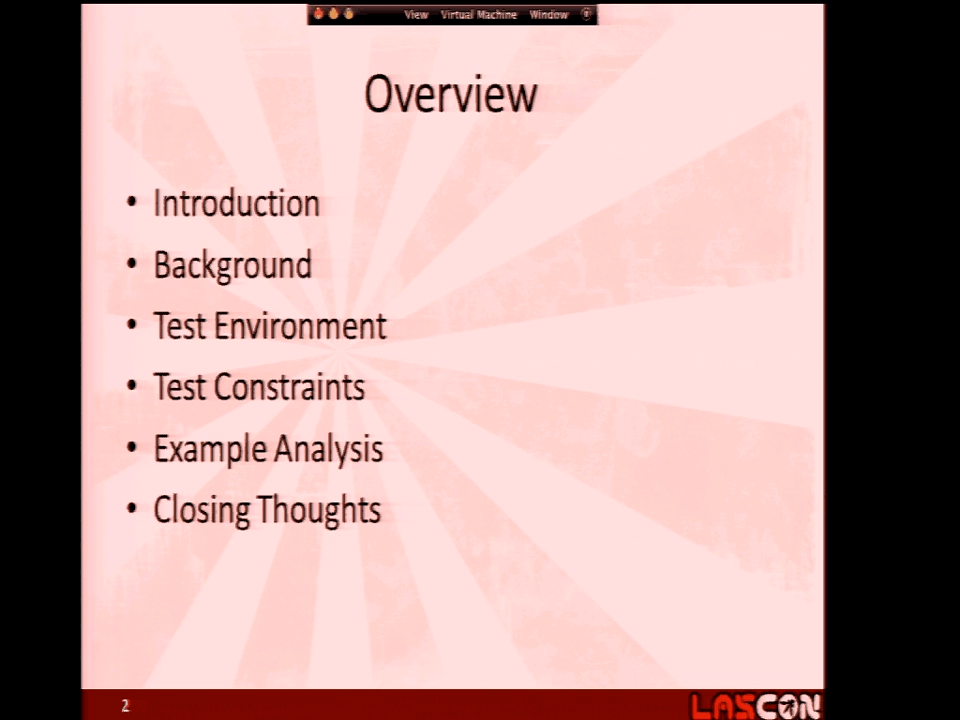 View Virtual Machine Window
Overview
• Introduction
• Background
• Test Environment
• Test Constraints
• Example Analysis
• Closing Thoughts
2
LASCON